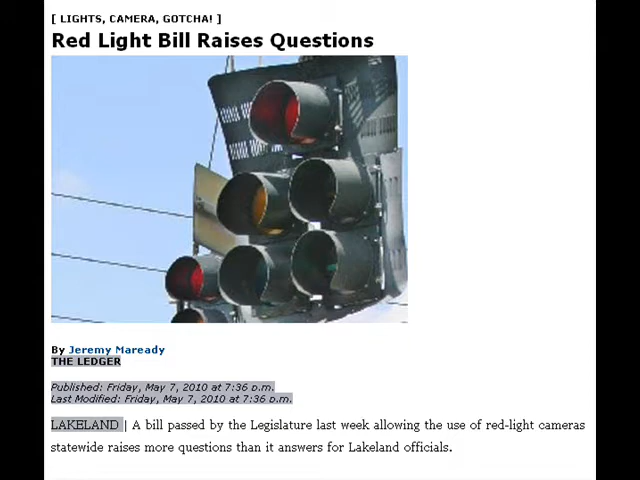 [ LIGHTS, CAMERA, GOTCHA! ]
Red Light Bill Raises Questions
By Jeremy Maready
THE LEDGER
Published: Friday, May 7, 2010 at 7:36 p.m.
Last Modified: Friday, May 7, 2010 at 7:36 p.m.
LAKELAND | A bill passed by the Legislature last week allowing the use of red-light cameras
statewide raises more questions than it answers for Lakeland officials.